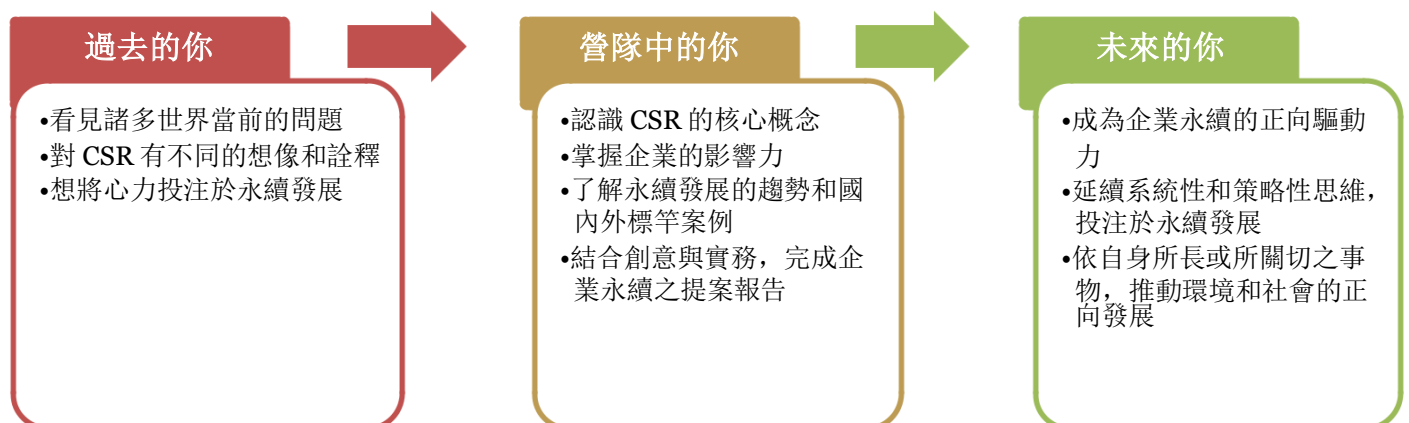 過去的你
•看見諸多世界當前的問題
•對 CSR 有不同的想像和詮釋
•想將心力投注於永續發展
營隊中的你
•認識 CSR 的核心概念
•掌握企業的影響力
•了解永續發展的趨勢和國
內外標竿案例
•結合創意與實務，完成企
業永續之提案報告
未來的你
•成為企業永續的正向驅動
力
•延續系統性和策略性思維，
投注於永續發展
•依自身所長或所關切之事
物，推動環境和社會的正
向發展